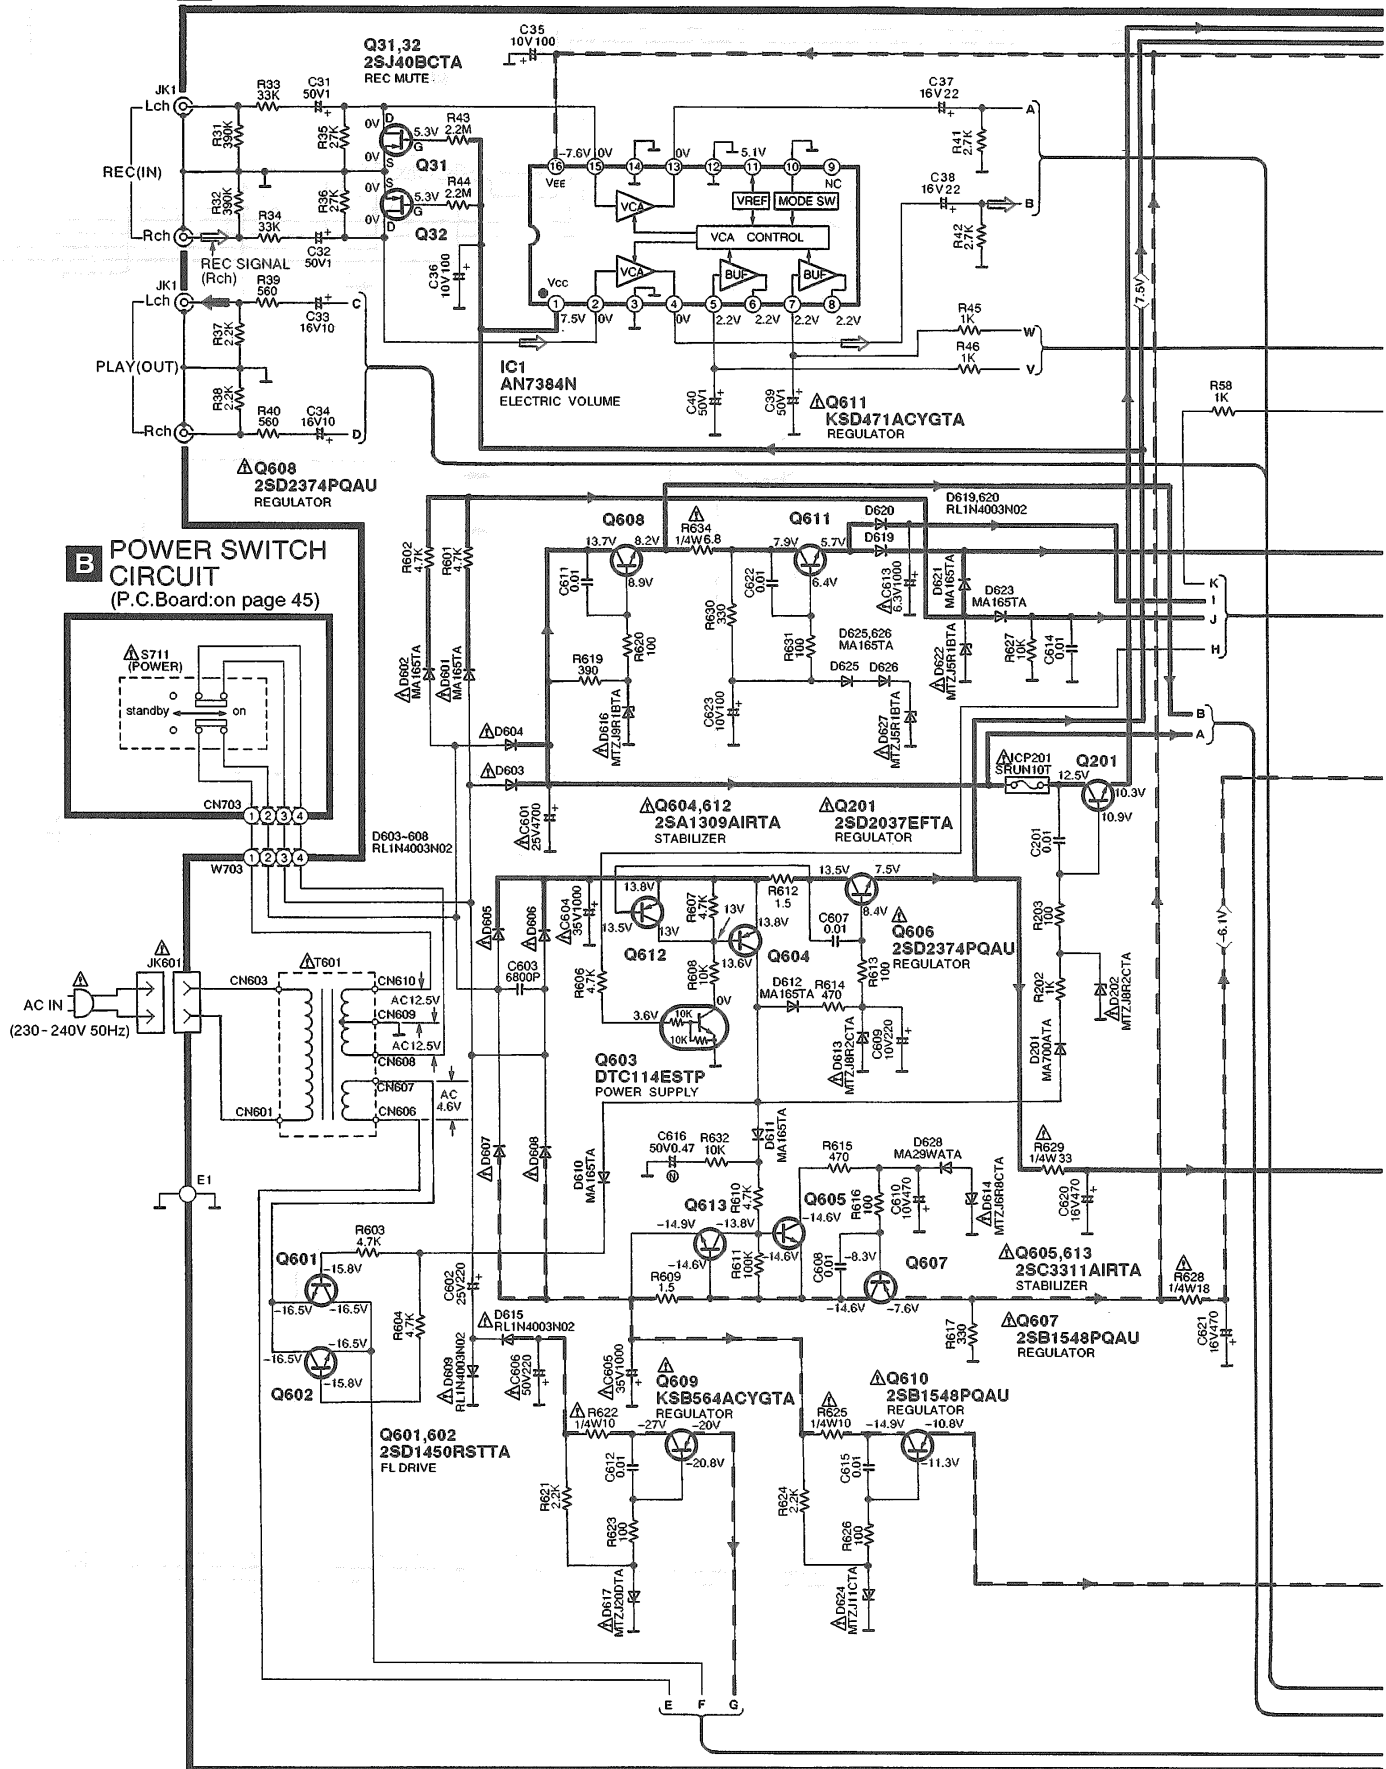 C35
10V100
Q31,32
2SJ40BCTA
REC MUTE
JK1
Lch
R33
33K
C31
50V1
R31
390K
R35
27K
D
0V
5.3V
G
R43
2.2M
0V
S
Q31
REC(IN)
R32
390K
R36
27K
S
0V
5.3V
G
R44
2.2M
0V
D
Q32
Rch
R34
33K
C32
50V1
REC SIGNAL
(Rch)
C36
10V100
-7.6V
0V
0V
5.1V
16
15
14
13
12
11
10
9
VEE
NC
VCA
VREF
MODE SW
VCA CONTROL
VCA
BUF
BUF
Vcc
1
2
3
4
5
6
7
8
7.5V
0V
0V
2.2V
2.2V
2.2V
2.2V
C37
16V22
A
R41
2.7K
C38
16V22
B
R42
2.7K
7.5V
JK1
Lch
R39
560
C33
16V10
C
R37
2.2K
PLAY(OUT)
R38
2.2K
Rch
R40
560
C34
16V10
D
IC1
AN7384N
ELECTRIC VOLUME
R45
1K
W
R46
1K
V
C40
50V1
C39
50V1
R58
1K
Q611
KSD471ACYGTA
REGULATOR
Q608
2SD2374PQAU
REGULATOR
B POWER SWITCH
CIRCUIT
(P.C.Board:on page 45)
S711
(POWER)
standby
on
CN703
1 2 3 4
W703
1 2 3 4
R602
4.7K
R601
4.7K
D602
MA165TA
D601
MA165TA
D604
D603
D603~608
RL1N4003N02
C601
25V4700
Q608
13.7V
8.2V
8.9V
C611
0.01
R620
100
R619
390
D616
MTZJ9R1BTA
R634
1/4W6.8
R630
330
C623
10V100
Q611
7.9V
5.7V
6.4V
C622
0.01
R631
100
D625,626
MA165TA
D625
D626
D627
MTZJ5R1BTA
D620
D619
D619,620
RL1N4003N02
C613
6.3V1000
D621
MA165TA
D622
MTZJ5R1BTA
D623
MA165TA
R627
10K
C614
0.01
K
I
J
H
B
A
ICP201
SRUN10T
Q201
12.5V
10.3V
10.9V
C201
0.01
R203
100
R202
1K
D202
MTZJ8R2CTA
D201
MA700ATA
-6.1V
Q604,612
2SA1309AIRTA
STABILIZER
Q201
2SD2037EFTA
REGULATOR
D605
D606
C604
35V1000
C603
6800P
13.8V
13.5V
13V
Q612
R607
4.7K
13V
13.8V
13.6V
Q604
R606
4.7K
R608
10K
0V
3.6V
10K
10K
R612
1.5
C607
0.01
13.5V
7.5V
8.4V
Q606
2SD2374PQAU
REGULATOR
R613
100
D612
MA165TA
R614
470
D613
MTZJ8R2CTA
C609
10V220
Q603
DTC114ESTP
POWER SUPPLY
JK601
AC IN
(230-240V 50Hz)
T601
CN603
CN610
AC12.5V
CN609
AC12.5V
CN608
CN607
AC
4.6V
CN606
CN601
E1
D607
D608
D610
MA165TA
C616
50V0.47
N
R632
10K
D611
MA165TA
R610
4.7K
R611
100K
Q613
-14.9V
-13.8V
-14.6V
R609
1.5
Q605
-14.6V
-14.6V
R615
470
R616
100
C610
10V470
D628
MA29WATA
D614
MTZJ6R8CTA
C608
0.01
-8.3V
Q607
-14.6V
-7.6V
R629
1/4W33
C620
16V470
Q605,613
2SC3311AIRTA
STABILIZER
R628
1/4W18
C621
16V470
Q607
2SB1548PQAU
REGULATOR
R617
330
Q601
R603
4.7K
-15.8V
-16.5V
-16.5V
-16.5V
-16.5V
-15.8V
Q602
R604
4.7K
C602
25V220
D615
RL1N4003N02
D609
RL1N4003N02
C606
50V220
C605
35V1000
Q601,602
2SD1450RSTTA
FL DRIVE
Q609
KSB564ACYGTA
REGULATOR
R622
1/4W10
-27V
-20V
-20.8V
C612
0.01
R621
2.2K
R623
100
D617
MTZJ20DTA
Q610
2SB1548PQAU
REGULATOR
R625
1/4W10
-14.9V
-10.8V
-11.3V
C615
0.01
R624
2.2K
R626
100
D624
MTZJ11CTA
E
F
G